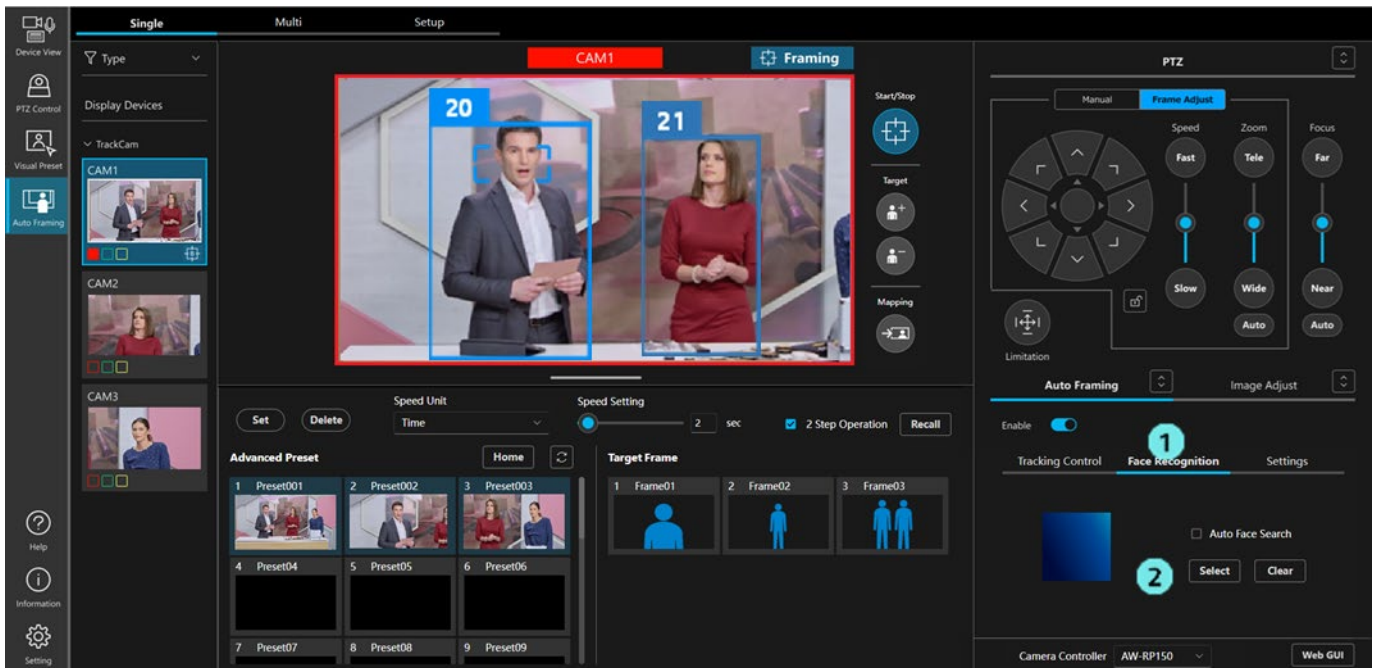 Single Multi Setup
Device View
PTZ Control
Visual Preset
Auto Framing
Help
Information
Setting
Type
Display Devices
TrackCam
CAM1
CAM2
CAM3
CAM1 Framing
20
21
Start/Stop
Target
Mapping
Set Delete
Speed Unit
Time
Speed Setting
2 sec
2 Step Operation
Recall
Advanced Preset Home
1 Preset001 2 Preset002 3 Preset003
4 Preset04 5 Preset05 6 Preset06
7 Preset07 8 Preset08 9 Preset09
Target Frame
1 Frame01 2 Frame02 3 Frame03
PTZ
Manual Frame Adjust
Speed Zoom Focus
Fast Tele Far
Slow Wide Near
Auto Auto
Limitation
Auto Framing Image Adjust
Enable
1
Tracking Control Face Recognition Settings
Auto Face Search
2
Select Clear
Camera Controller AW-RP150 Web GUI